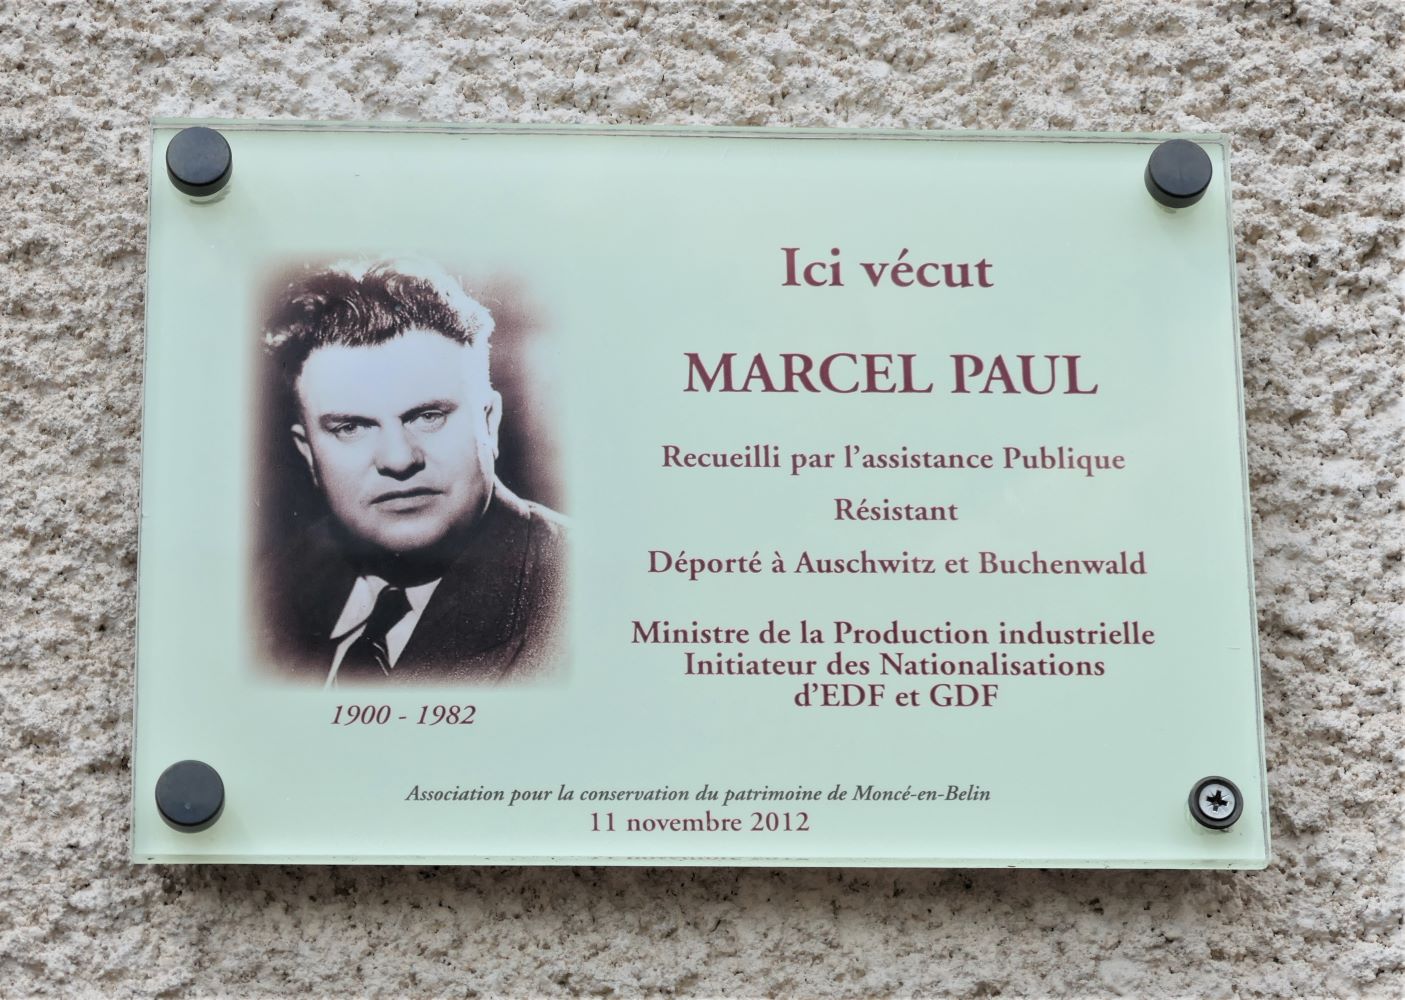 Ici vécut
MARCEL PAUL
Recueilli par l'assistance Publique
Résistant
Déporté à Auschwitz et Buchenwald
Ministre de la Production industrielle
Initiateur des Nationalisations
d'EDF et GDF
1900 - 1982
Association pour la conservation du patrimoine de Moncé-en-Belin
11 novembre 2012